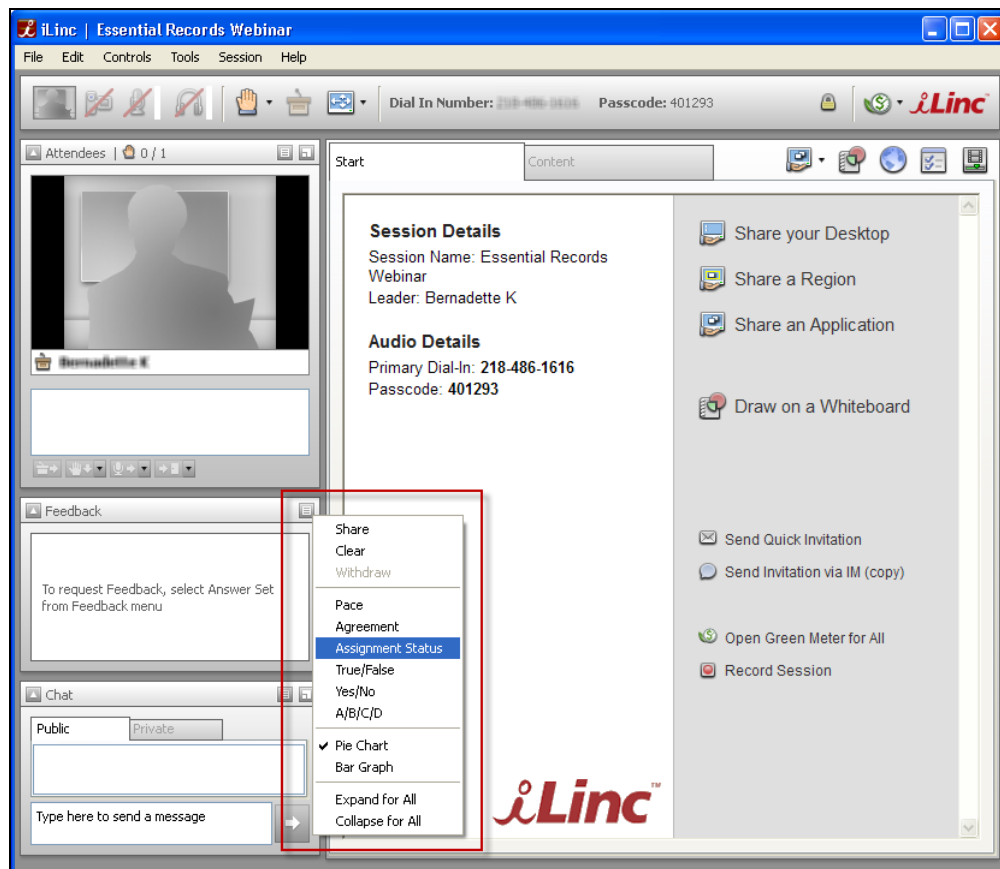 iLinc | Essential Records Webinar
File Edit Controls Tools Session Help
Dial In Number: Passcode: 401293
iLinc
Attendees | 0 / 1
Start
Content
Session Details
Session Name: Essential Records
Webinar
Leader: Bernadette K
Audio Details
Primary Dial-In: 218-486-1616
Passcode: 401293
Share your Desktop
Share a Region
Share an Application
Draw on a Whiteboard
Send Quick Invitation
Send Invitation via IM (copy)
Open Green Meter for All
Record Session
Bernadette K
Feedback
To request Feedback, select Answer Set
from Feedback menu
Share
Clear
Withdraw
Pace
Agreement
Assignment Status
True/False
Yes/No
A/B/C/D
Pie Chart
Bar Graph
Expand for All
Collapse for All
Chat
Public
Private
Type here to send a message
iLinc™